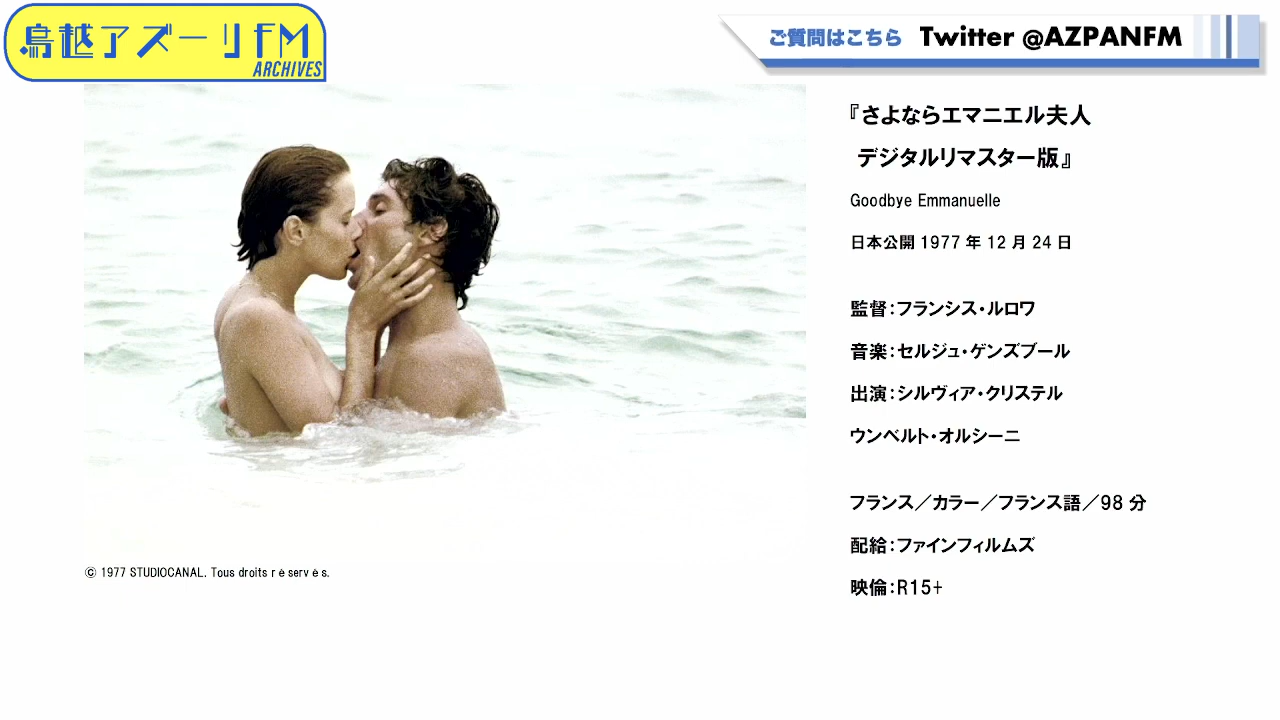 鳥越アズーリFM
ARCHIVES
ご質問はこちら Twitter @AZPANFM
『さよならエマニエル夫人
デジタルリマスター版』
Goodbye Emmanuelle
日本公開 1977 年 12 月 24 日
監督：フランシス・ルロワ
音楽：セルジュ・ゲンズブール
出演：シルヴィア・クリステル
ウンベルト・オルシーニ
フランス／カラー／フランス語／98 分
配給：ファインフィルムズ
映倫：R15+
© 1977 STUDIOCANAL. Tous droits r é serv é s.